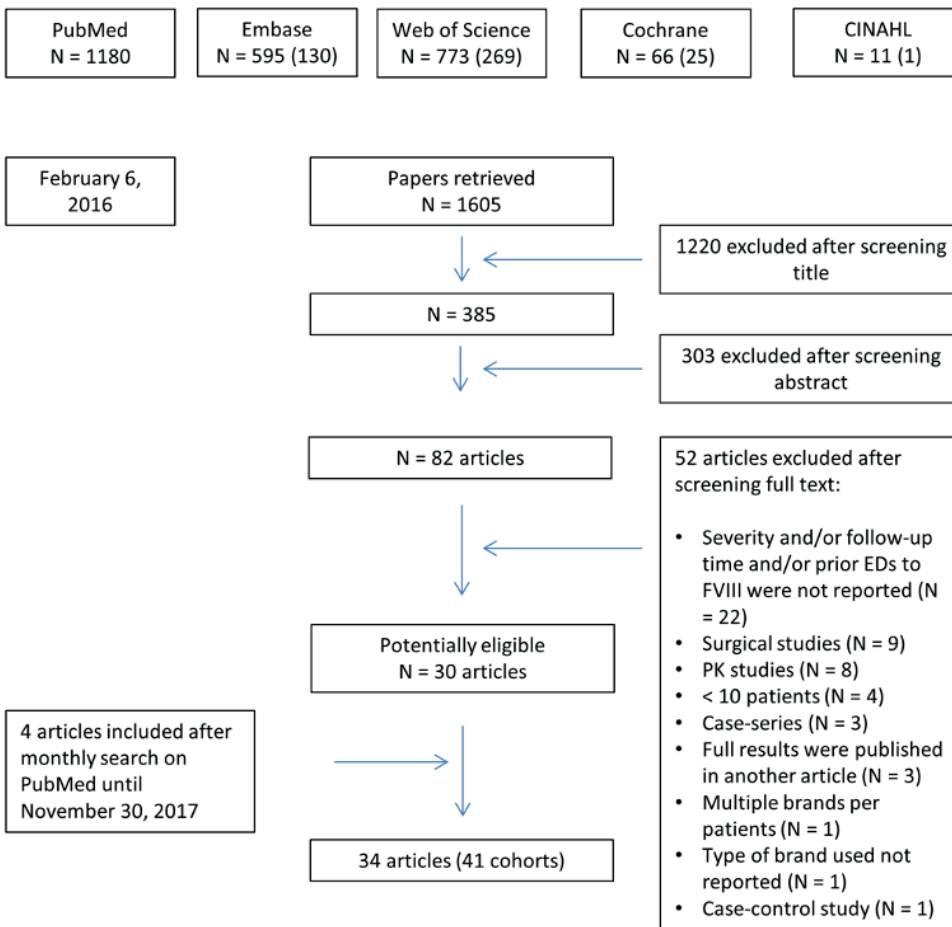 PubMed
N = 1180
Embase
N = 595 (130)
Web of Science
N = 773 (269)
Cochrane
N = 66 (25)
CINAHL
N = 11 (1)
February 6,
2016
Papers retrieved
N = 1605
1220 excluded after screening
title
N = 385
303 excluded after screening
abstract
N = 82 articles
52 articles excluded after
screening full text:
• Severity and/or follow-up
time and/or prior EDs to
FVIII were not reported (N
= 22)
• Surgical studies (N = 9)
• PK studies (N = 8)
• < 10 patients (N = 4)
• Case-series (N = 3)
• Full results were published
in another article (N = 3)
• Multiple brands per
patients (N = 1)
• Type of brand used not
reported (N = 1)
• Case-control study (N = 1)
Potentially eligible
N = 30 articles
4 articles included after
monthly search on
PubMed until
November 30, 2017
34 articles (41 cohorts)